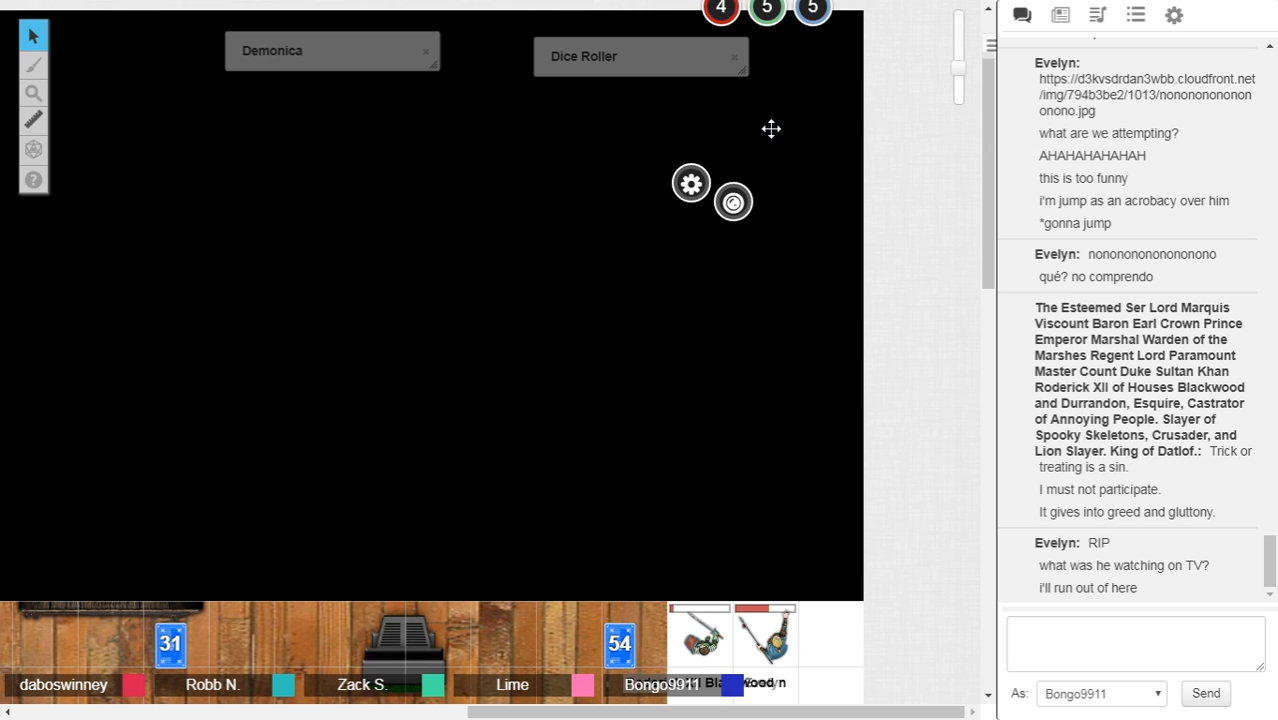 4 5 5
Demonica ×
Dice Roller ×
31
54
daboswinney
Robb N.
Zack S.
Lime
Bongo9911
Evelyn:
https://d3kvsdrdan3wbb.cloudfront.net
/img/794b3be2/1013/nononononono
onono.jpg
what are we attempting?
AHAHAHAHAHAH
this is too funny
i'm jump as an acrobacy over him
*gonna jump
Evelyn: nononononononono
qué? no comprendo
The Esteemed Ser Lord Marquis
Viscount Baron Earl Crown Prince
Emperor Marshal Warden of the
Marshes Regent Lord Paramount
Master Count Duke Sultan Khan
Roderick XII of Houses Blackwood
and Durrandon, Esquire, Castrator
of Annoying People. Slayer of
Spooky Skeletons, Crusader, and
Lion Slayer. King of Datlof.: Trick or
treating is a sin.
I must not participate.
It gives into greed and gluttony.
Evelyn: RIP
what was he watching on TV?
i'll run out of here
As: Bongo9911 Send